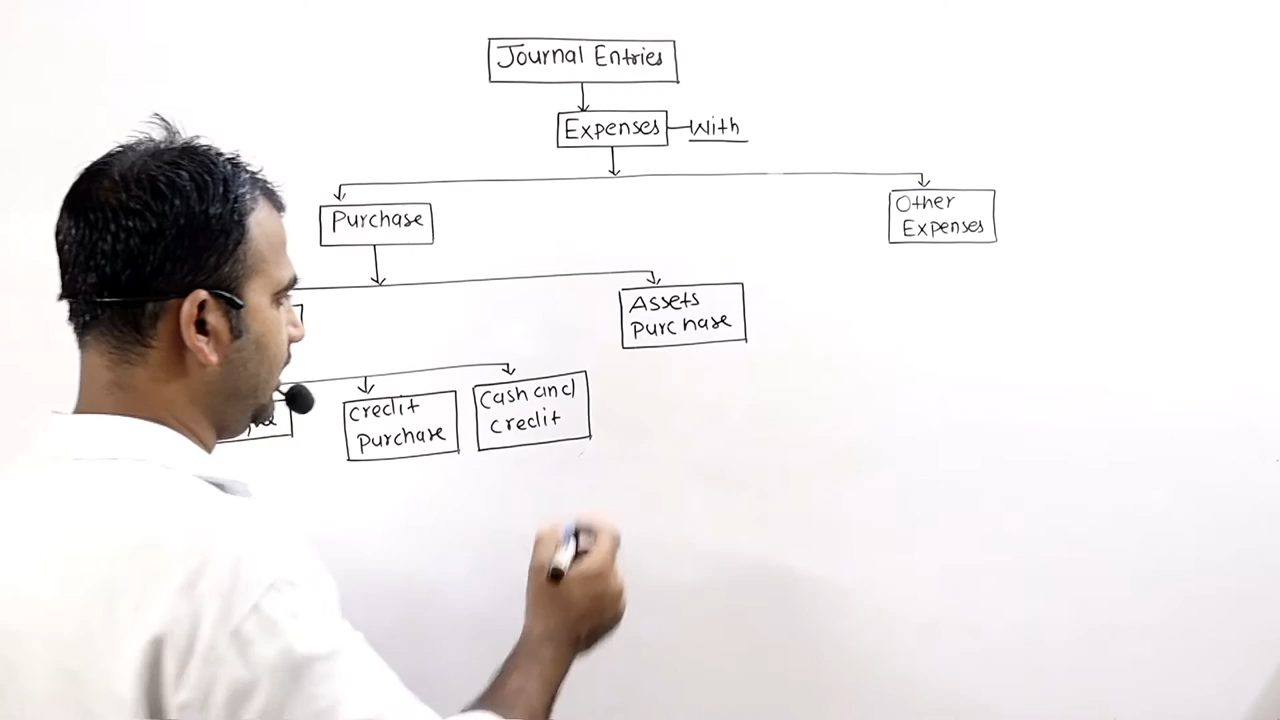 Journal Entries
Expenses
With
Purchase
Other
Expenses
Assets
Purchase
Credit
Purchase
Cash and
Credit